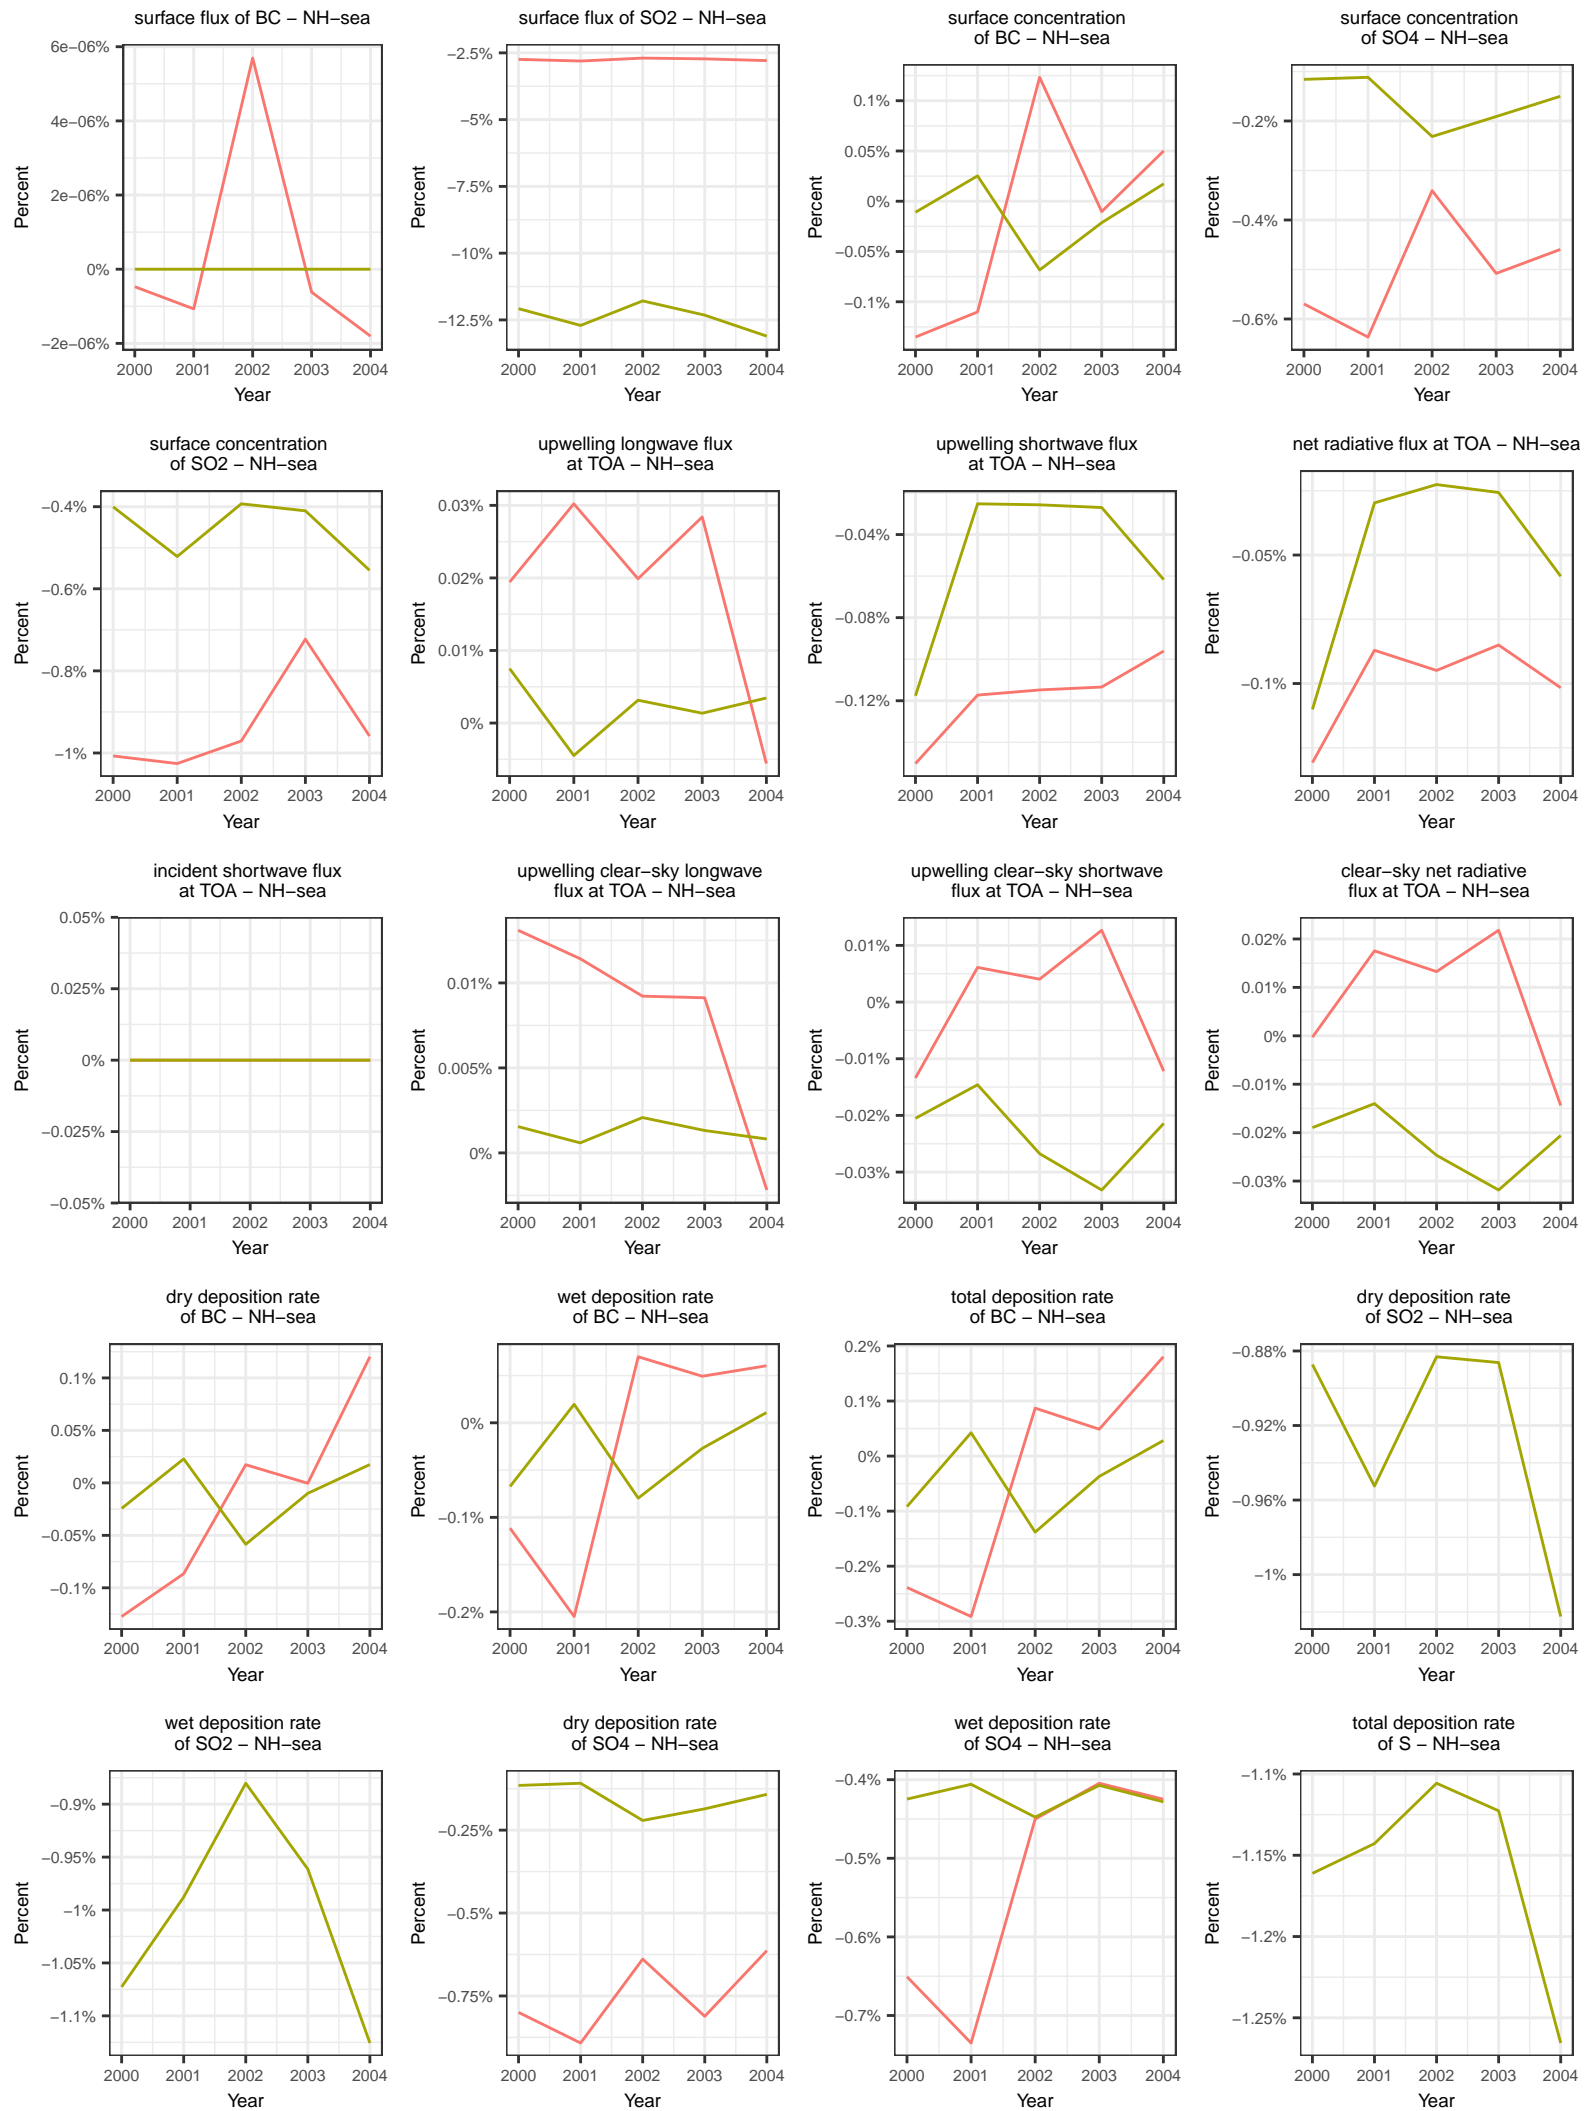 surface flux of BC − NH−sea
6e−06%
4e−06%
2e−06%
0%
−2e−06%
Percent
2000 2001 2002 2003 2004
Year
surface flux of SO2 − NH−sea
−2.5%
−5%
−7.5%
−10%
−12.5%
Percent
2000 2001 2002 2003 2004
Year
surface concentration
of BC − NH−sea
0.1%
0.05%
0%
−0.05%
−0.1%
Percent
2000 2001 2002 2003 2004
Year
surface concentration
of SO4 − NH−sea
−0.2%
−0.4%
−0.6%
Percent
2000 2001 2002 2003 2004
Year
surface concentration
of SO2 − NH−sea
−0.4%
−0.6%
−0.8%
−1%
Percent
2000 2001 2002 2003 2004
Year
upwelling longwave flux
at TOA − NH−sea
0.03%
0.02%
0.01%
0%
Percent
2000 2001 2002 2003 2004
Year
upwelling shortwave flux
at TOA − NH−sea
−0.04%
−0.08%
−0.12%
Percent
2000 2001 2002 2003 2004
Year
net radiative flux at TOA − NH−sea
−0.05%
−0.1%
Percent
2000 2001 2002 2003 2004
Year
incident shortwave flux
at TOA − NH−sea
0.05%
0.025%
0%
−0.025%
−0.05%
Percent
2000 2001 2002 2003 2004
Year
upwelling clear−sky longwave
flux at TOA − NH−sea
0.01%
0.005%
0%
Percent
2000 2001 2002 2003 2004
Year
upwelling clear−sky shortwave
flux at TOA − NH−sea
0.01%
0%
−0.01%
−0.02%
−0.03%
Percent
2000 2001 2002 2003 2004
Year
clear−sky net radiative
flux at TOA − NH−sea
0.02%
0.01%
0%
−0.01%
−0.02%
−0.03%
Percent
2000 2001 2002 2003 2004
Year
dry deposition rate
of BC − NH−sea
0.1%
0.05%
0%
−0.05%
−0.1%
Percent
2000 2001 2002 2003 2004
Year
wet deposition rate
of BC − NH−sea
0%
−0.1%
−0.2%
Percent
2000 2001 2002 2003 2004
Year
total deposition rate
of BC − NH−sea
0.2%
0.1%
0%
−0.1%
−0.2%
−0.3%
Percent
2000 2001 2002 2003 2004
Year
dry deposition rate
of SO2 − NH−sea
−0.88%
−0.92%
−0.96%
−1%
Percent
2000 2001 2002 2003 2004
Year
wet deposition rate
of SO2 − NH−sea
−0.9%
−0.95%
−1%
−1.05%
−1.1%
Percent
2000 2001 2002 2003 2004
Year
dry deposition rate
of SO4 − NH−sea
−0.25%
−0.5%
−0.75%
Percent
2000 2001 2002 2003 2004
Year
wet deposition rate
of SO4 − NH−sea
−0.4%
−0.5%
−0.6%
−0.7%
Percent
2000 2001 2002 2003 2004
Year
total deposition rate
of S − NH−sea
−1.1%
−1.15%
−1.2%
−1.25%
Percent
2000 2001 2002 2003 2004
Year